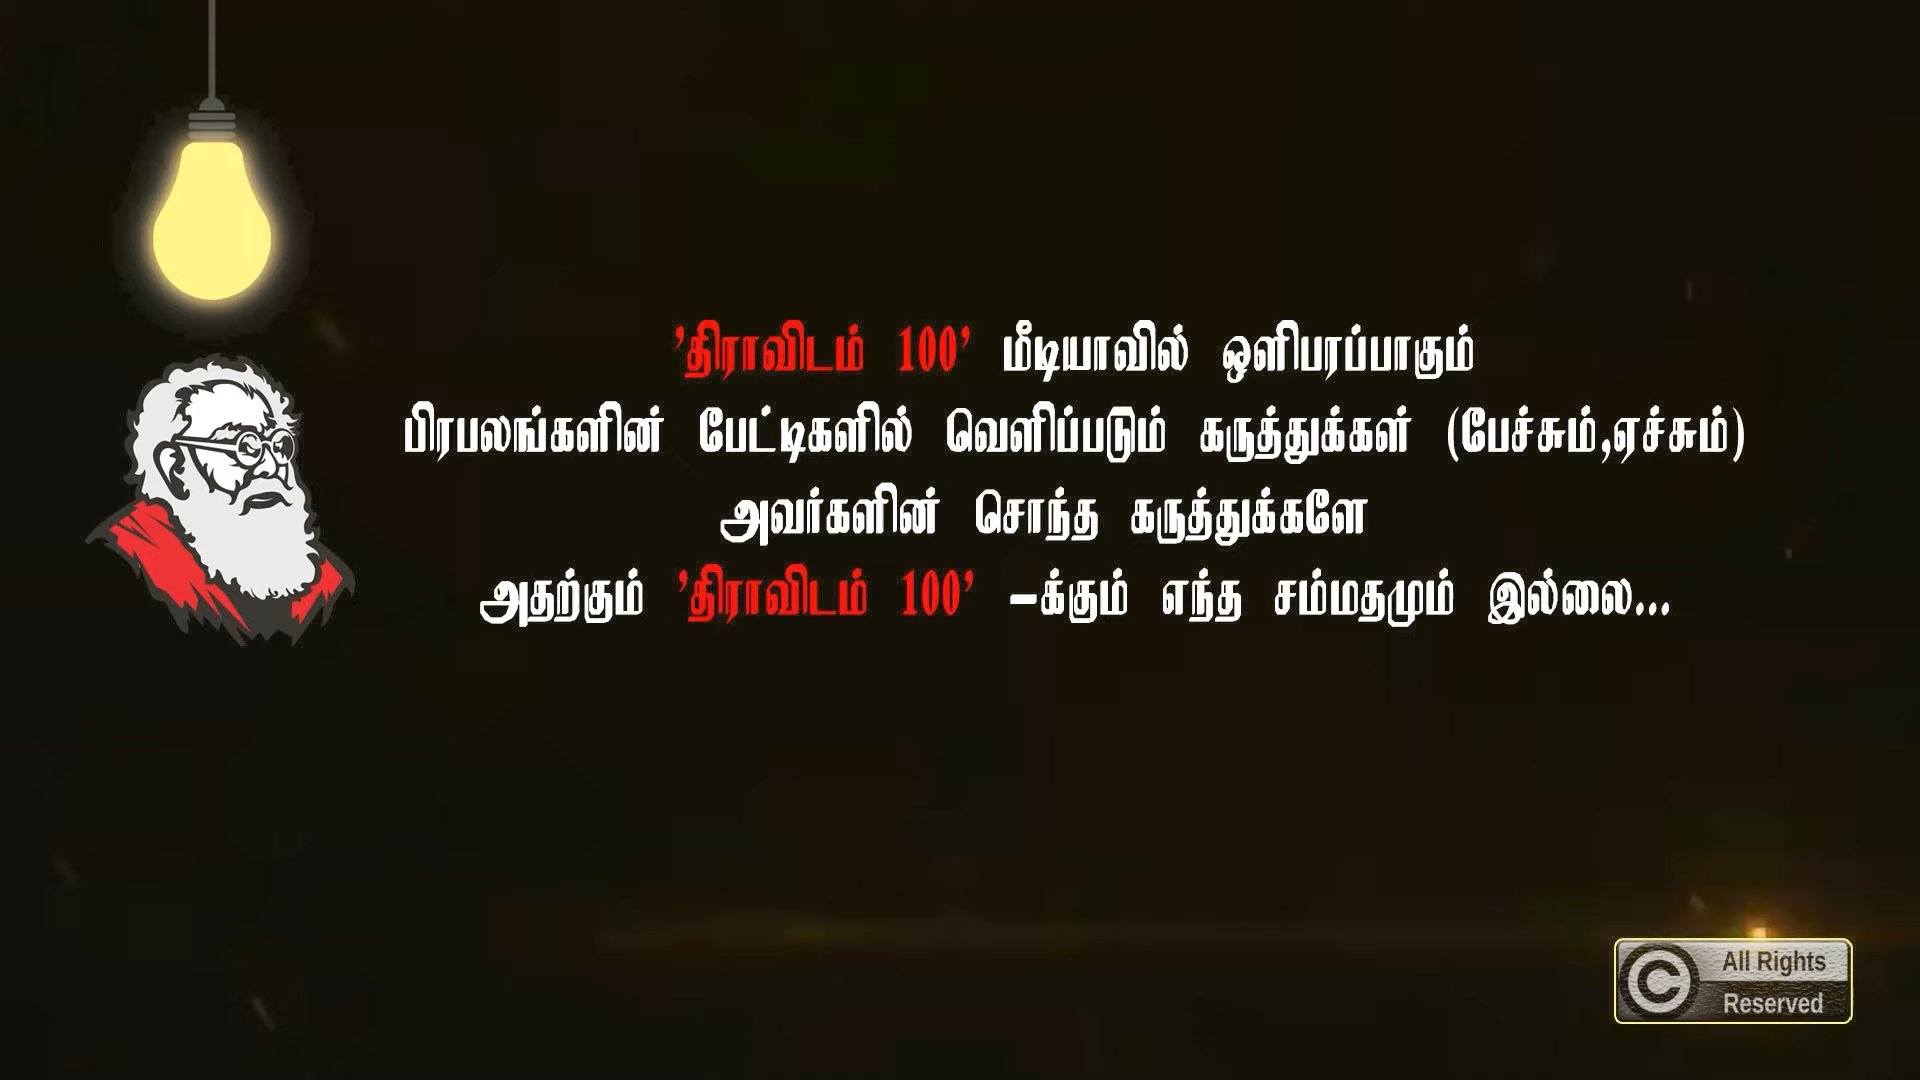 'திராவிடம் 100' மீடியாவில் ஒளிபரப்பாகும்
பிரபலங்களின் பேட்டிகளில் வெளிப்படும் கருத்துக்கள் (பேச்சும்,ஏச்சும்)
அவர்களின் சொந்த கருத்துக்களே
அதற்கும் 'திராவிடம் 100' -க்கும் எந்த சம்மதமும் இல்லை...
C All Rights
Reserved